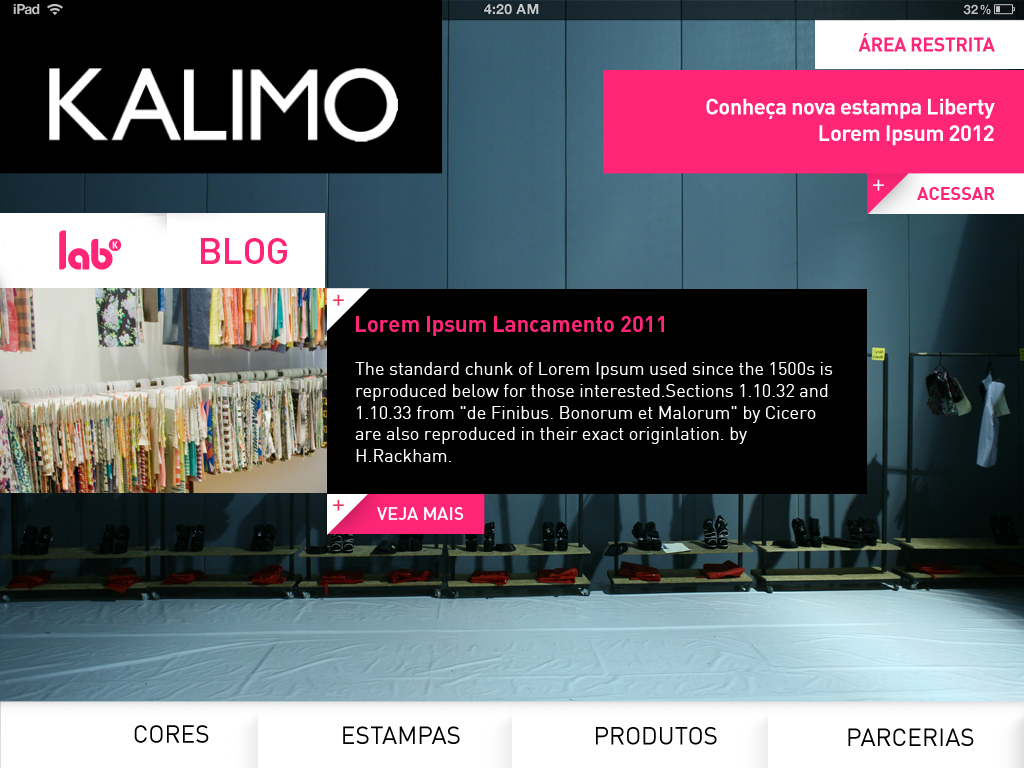 iPad 4:20 AM 32%
KALIMO
ÁREA RESTRITA
Conheça nova estampa Liberty
Lorem Ipsum 2012
+ ACESSAR
lab K BLOG
+
Lorem Ipsum Lancamento 2011
The standard chunk of Lorem Ipsum used since the 1500s is
reproduced below for those interested.Sections 1.10.32 and
1.10.33 from "de Finibus. Bonorum et Malorum" by Cicero
are also reproduced in their exact originlation. by
H.Rackham.
+ VEJA MAIS
CORES ESTAMPAS PRODUTOS PARCERIAS